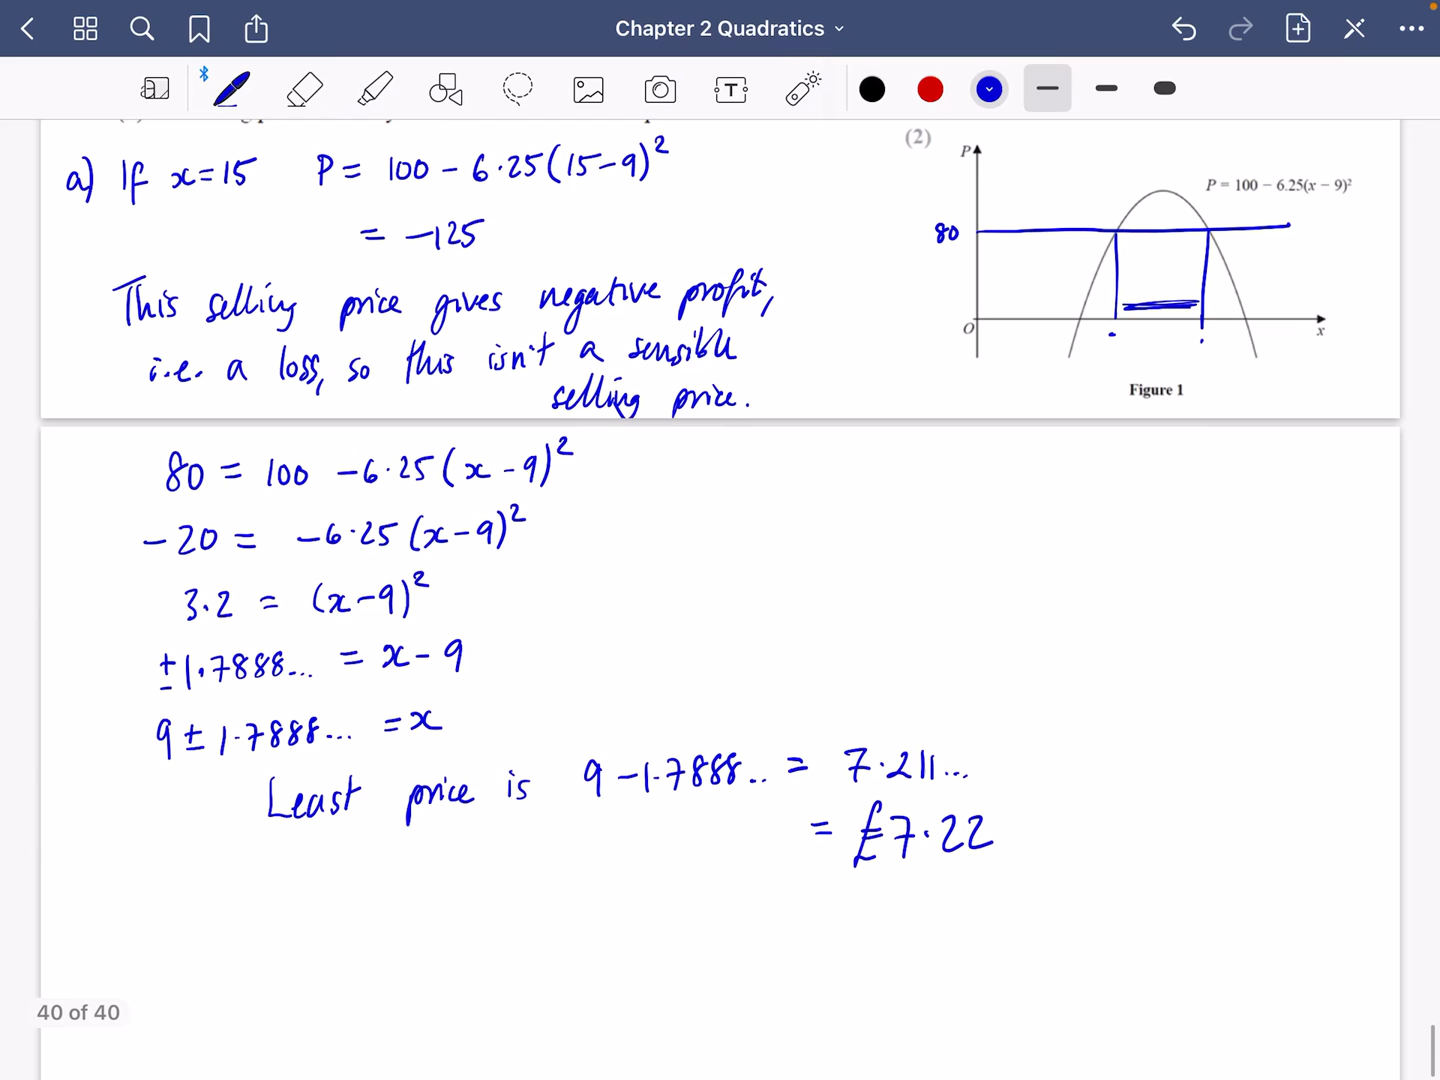 Chapter 2 Quadratics
T
(2)
a) If x=15 P = 100 - 6.25(15-9)²
= -125
This selling price gives negative profit,
i.e. a loss, so this isn't a sensible
selling price.
P
P = 100 − 6.25(x − 9)²
80
O
x
Figure 1
80 = 100 - 6.25(x - 9)²
-20 = -6.25(x-9)²
3.2 = (x-9)²
±1.7888... = x - 9
9 ± 1.7888... = x
Least price is 9 - 1.7888.. = 7.211...
= £7.22
40 of 40